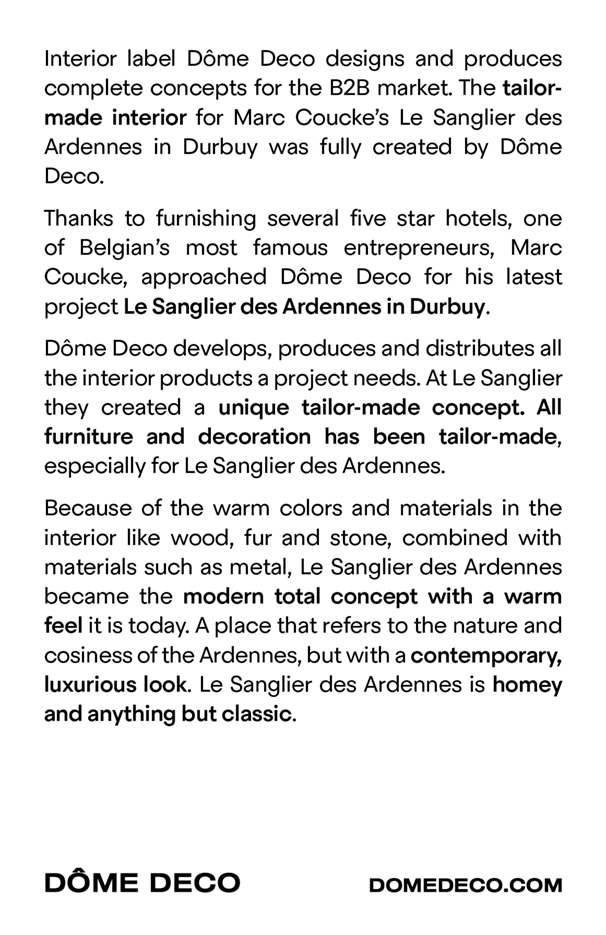 Interior label Dôme Deco designs and produces
complete concepts for the B2B market. The tailor-
made interior for Marc Coucke’s Le Sanglier des
Ardennes in Durbuy was fully created by Dôme
Deco.
Thanks to furnishing several five star hotels, one
of Belgian’s most famous entrepreneurs, Marc
Coucke, approached Dôme Deco for his latest
project Le Sanglier des Ardennes in Durbuy.
Dôme Deco develops, produces and distributes all
the interior products a project needs. At Le Sanglier
they created a unique tailor-made concept. All
furniture and decoration has been tailor-made,
especially for Le Sanglier des Ardennes.
Because of the warm colors and materials in the
interior like wood, fur and stone, combined with
materials such as metal, Le Sanglier des Ardennes
became the modern total concept with a warm
feel it is today. A place that refers to the nature and
cosiness of the Ardennes, but with a contemporary,
luxurious look. Le Sanglier des Ardennes is homey
and anything but classic.
DÔME DECO
DOMEDECO.COM